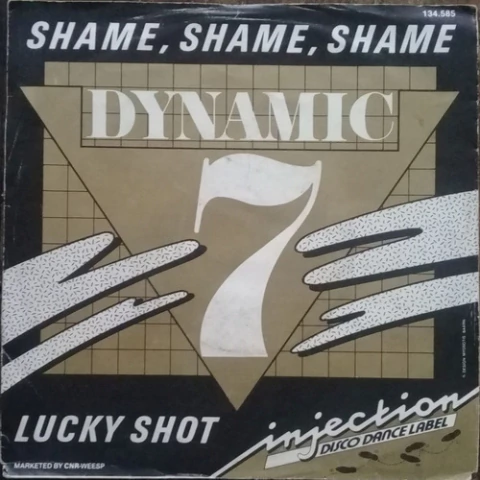 134.585
SHAME, SHAME, SHAME
DYNAMIC
7
LUCKY SHOT
injection
DISCO DANCE LABEL
MARKETED BY CNR-WEESP